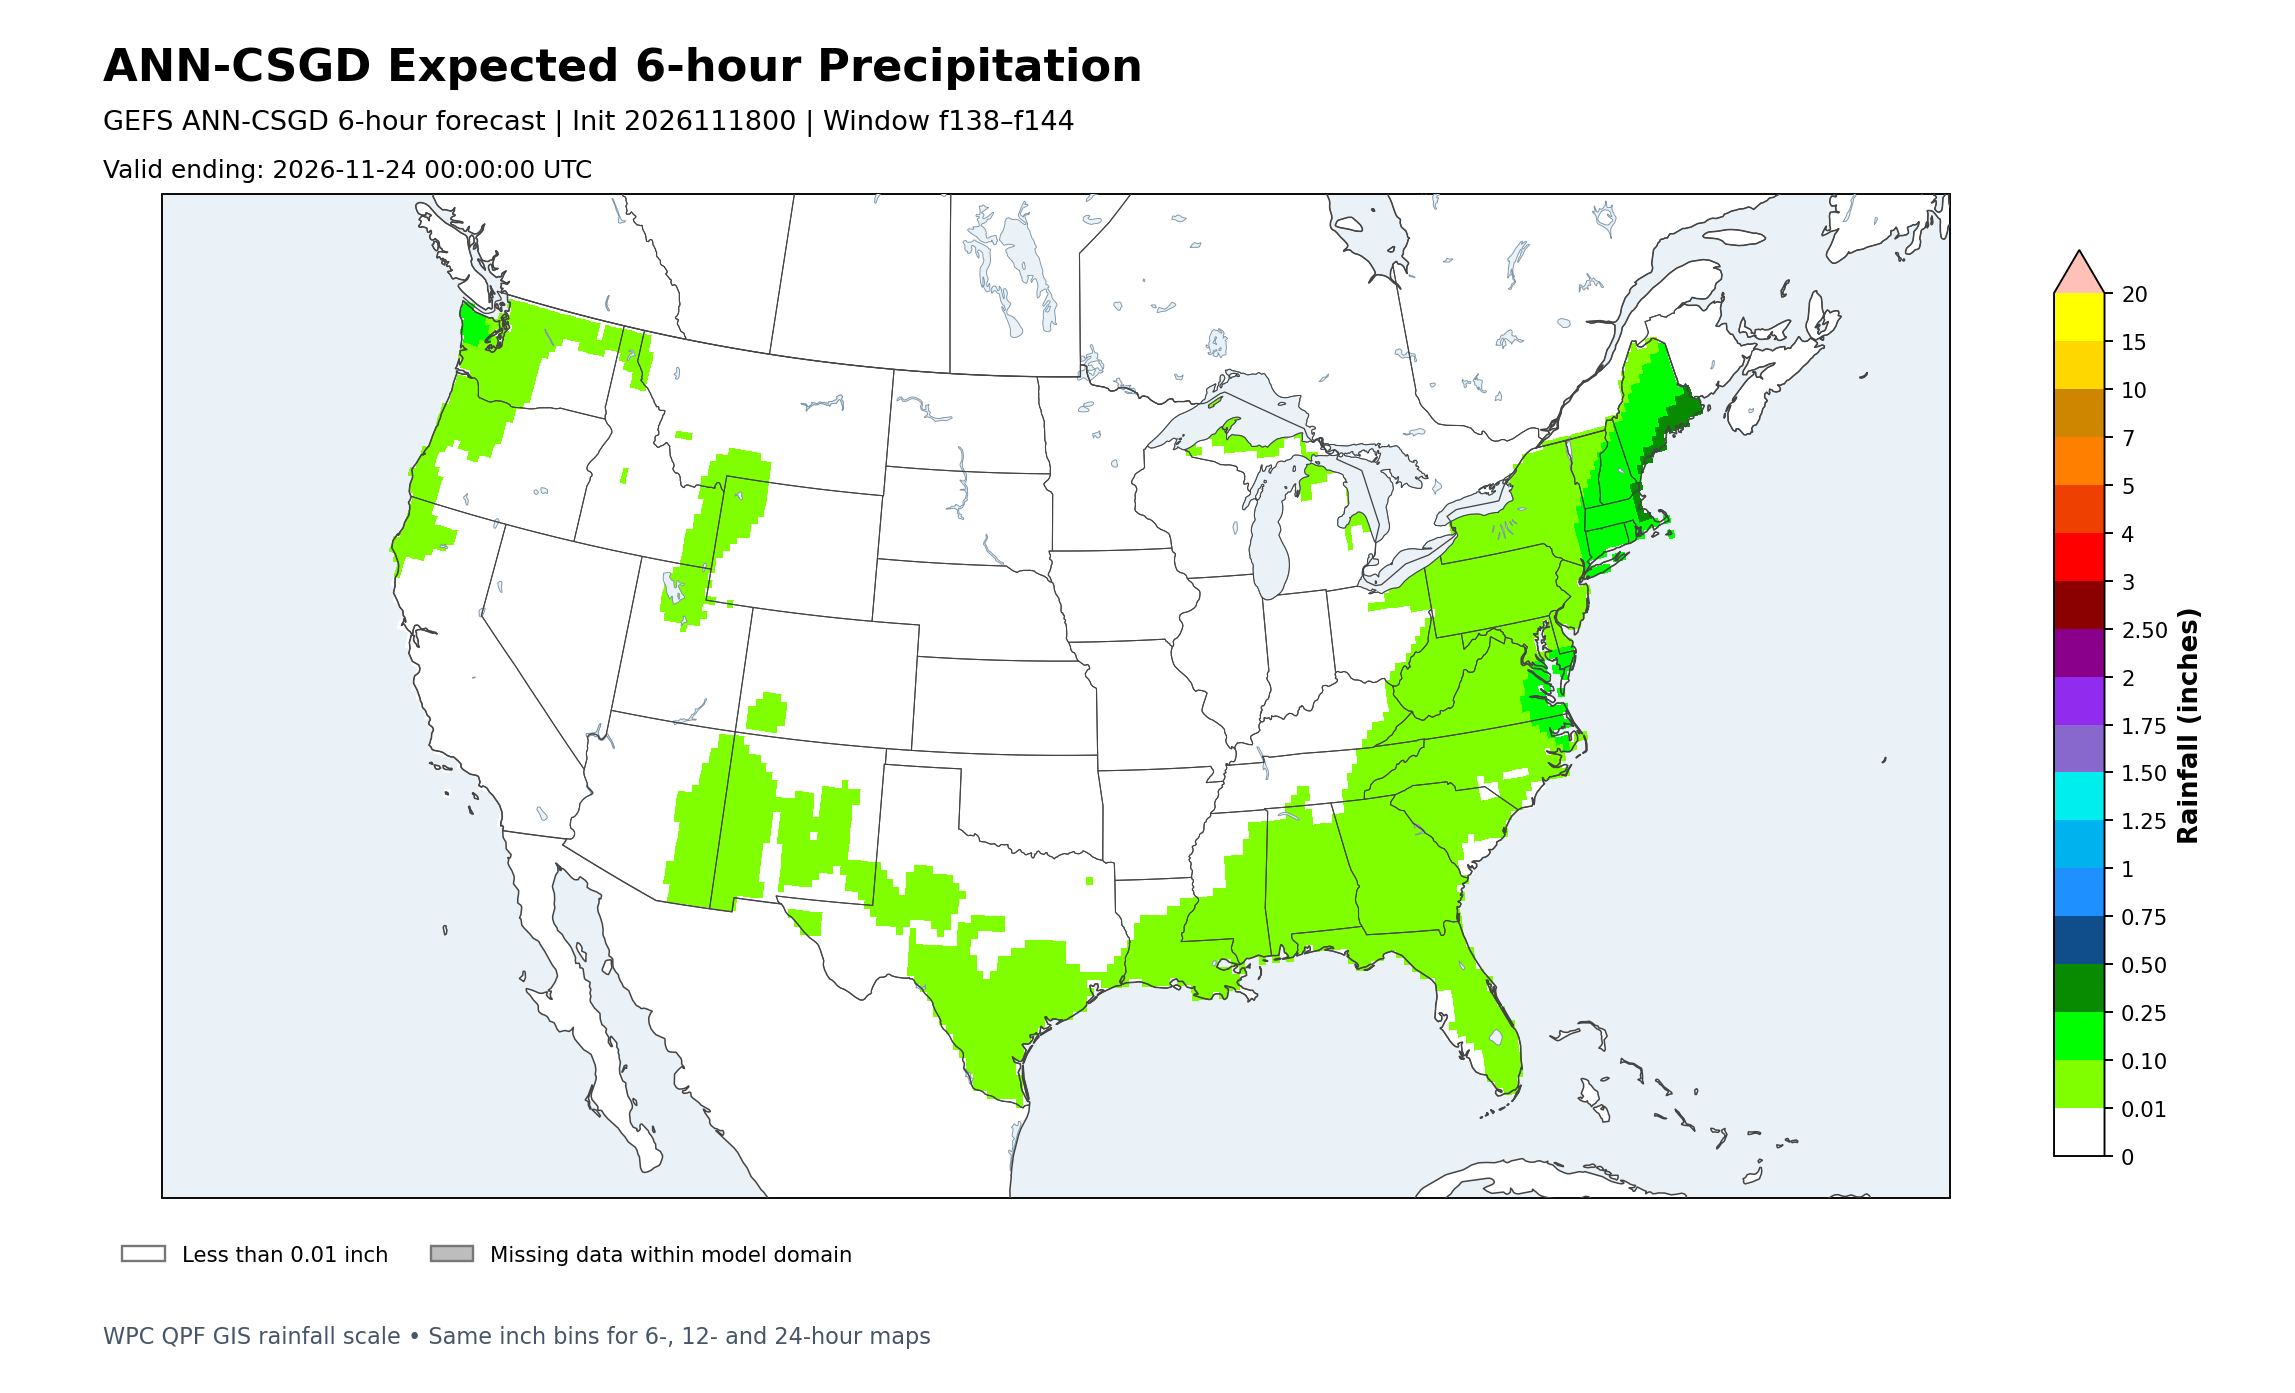 ANN-CSGD Expected 6-hour Precipitation
GEFS ANN-CSGD 6-hour forecast | Init 2026111800 | Window f138–f144
Valid ending: 2026-11-24 00:00:00 UTC
20
15
10
7
5
4
3
2.50
2
1.75
1.50
1.25
1
0.75
0.50
0.25
0.10
0.01
0
Rainfall (inches)
Less than 0.01 inch
Missing data within model domain
WPC QPF GIS rainfall scale • Same inch bins for 6-, 12- and 24-hour maps